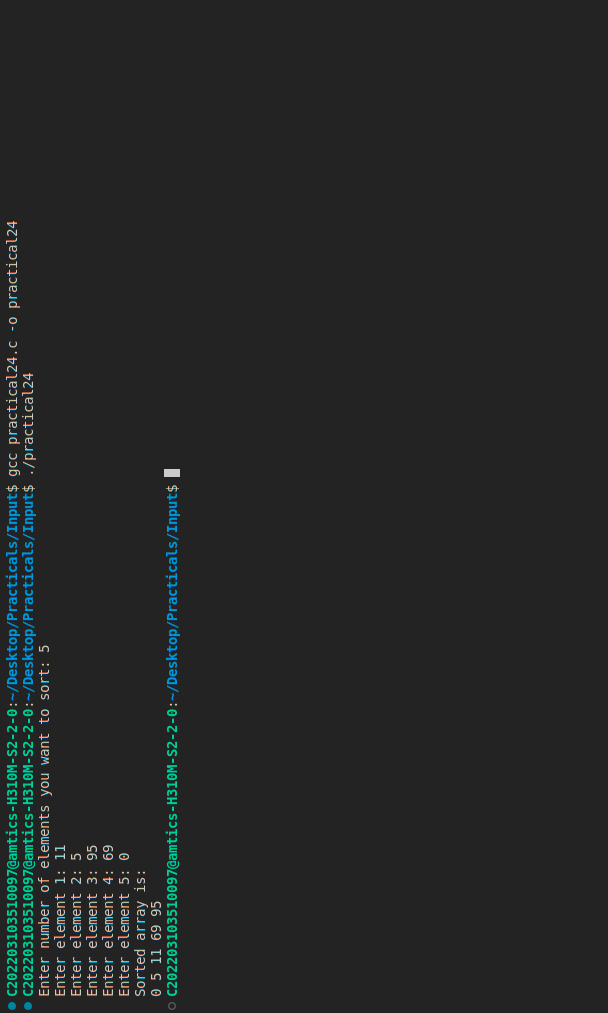 C202203103510097@amtics-H310M-S2-2-0:~/Desktop/Practicals/Input$ gcc practical24.c -o practical24
C202203103510097@amtics-H310M-S2-2-0:~/Desktop/Practicals/Input$ ./practical24
Enter number of elements you want to sort: 5
Enter element 1: 11
Enter element 2: 5
Enter element 3: 95
Enter element 4: 69
Enter element 5: 0
Sorted array is:
0 5 11 69 95
C202203103510097@amtics-H310M-S2-2-0:~/Desktop/Practicals/Input$